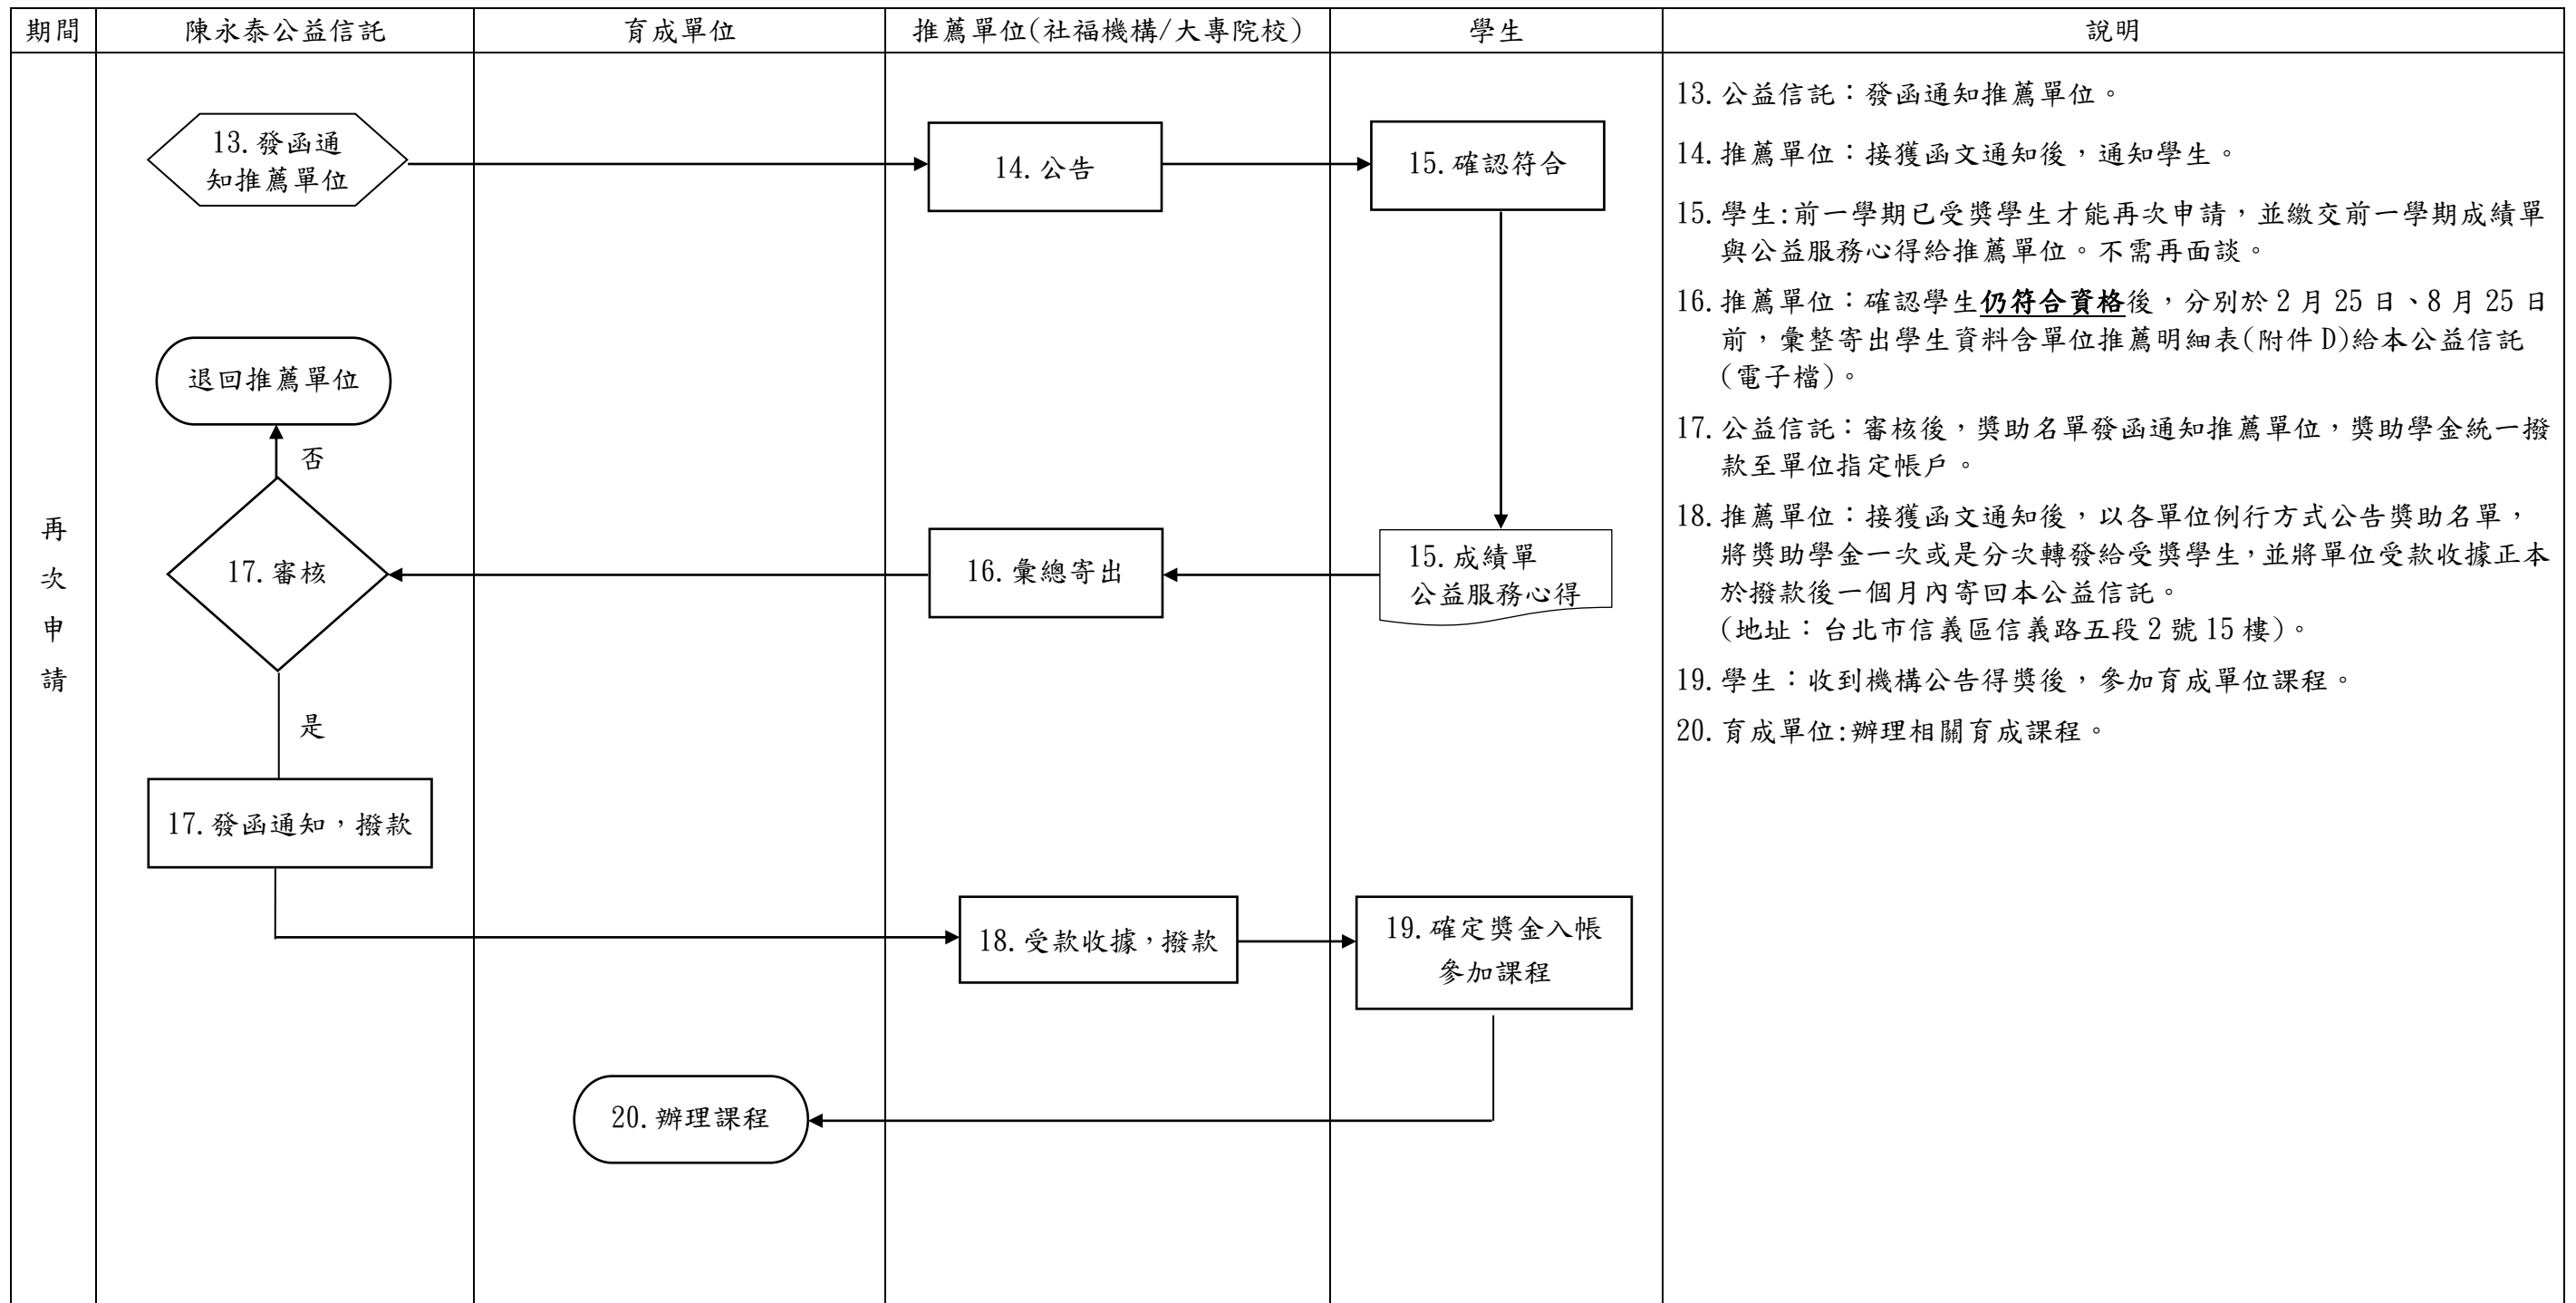 期間
陳永泰公益信託
育成單位
推薦單位(社福機構/大專院校)
學生
說明
再
次
申
請
13.發函通
知推薦單位
14.公告
15.確認符合
退回推薦單位
否
17.審核
16.彙總寄出
15.成績單
公益服務心得
是
17.發函通知，撥款
18.受款收據，撥款
19.確定獎金入帳
參加課程
20.辦理課程
13.公益信託：發函通知推薦單位。
14.推薦單位：接獲函文通知後，通知學生。
15.學生:前一學期已受獎學生才能再次申請，並繳交前一學期成績單
與公益服務心得給推薦單位。不需再面談。
16.推薦單位：確認學生仍符合資格後，分別於 2 月 25 日、8 月 25 日
前，彙整寄出學生資料含單位推薦明細表(附件 D)給本公益信託
(電子檔)。
17.公益信託：審核後，獎助名單發函通知推薦單位，獎助學金統一撥
款至單位指定帳戶。
18.推薦單位：接獲函文通知後，以各單位例行方式公告獎助名單，
將獎助學金一次或是分次轉發給受獎學生，並將單位受款收據正本
於撥款後一個月內寄回本公益信託。
(地址：台北市信義區信義路五段 2 號 15 樓)。
19.學生：收到機構公告得獎後，參加育成單位課程。
20.育成單位:辦理相關育成課程。